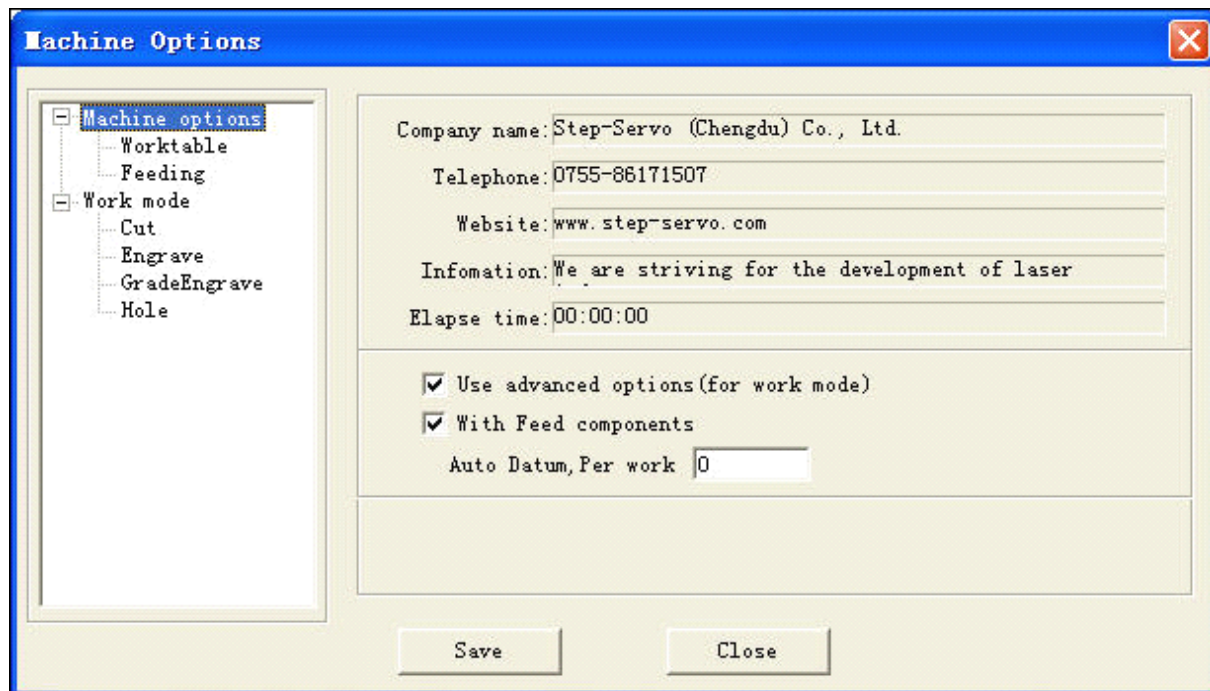 Machine Options
Machine options
Worktable
Feeding
Work mode
Cut
Engrave
GradeEngrave
Hole
Company name: Step-Servo (Chengdu) Co., Ltd.
Telephone: 0755-86171507
Website: www.step-servo.com
Infomation: We are striving for the development of laser
Elapse time: 00:00:00
Use advanced options(for work mode)
With Feed components
Auto Datum,Per work 0
Save
Close